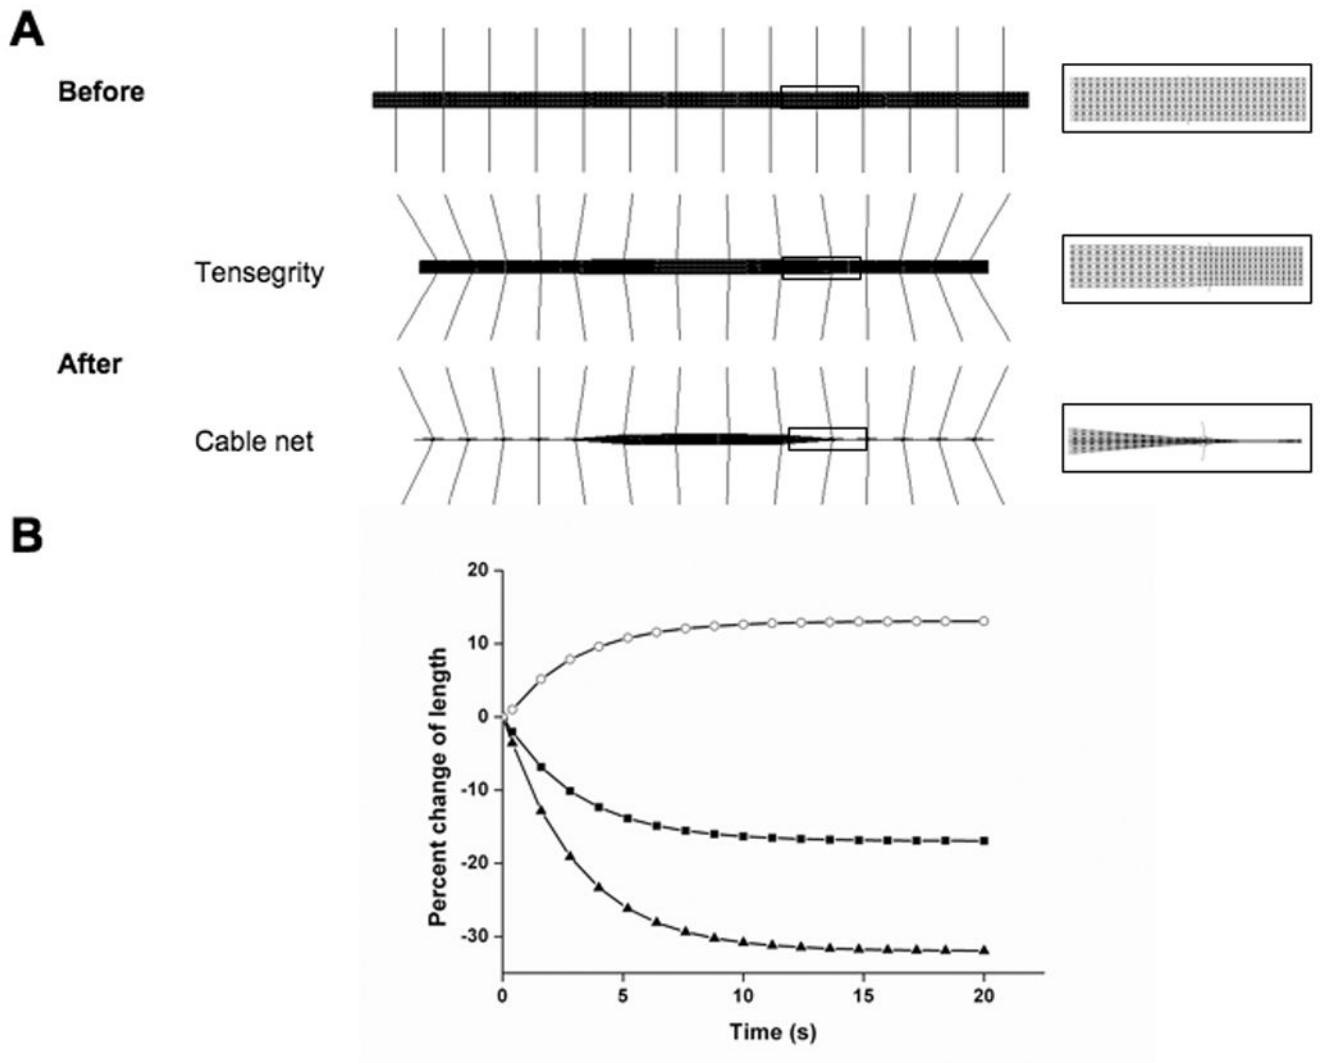 A
Before
Tensegrity
After
Cable net
B
20
10
0
-10
-20
-30
Percent change of length
0 5 10 15 20
Time (s)